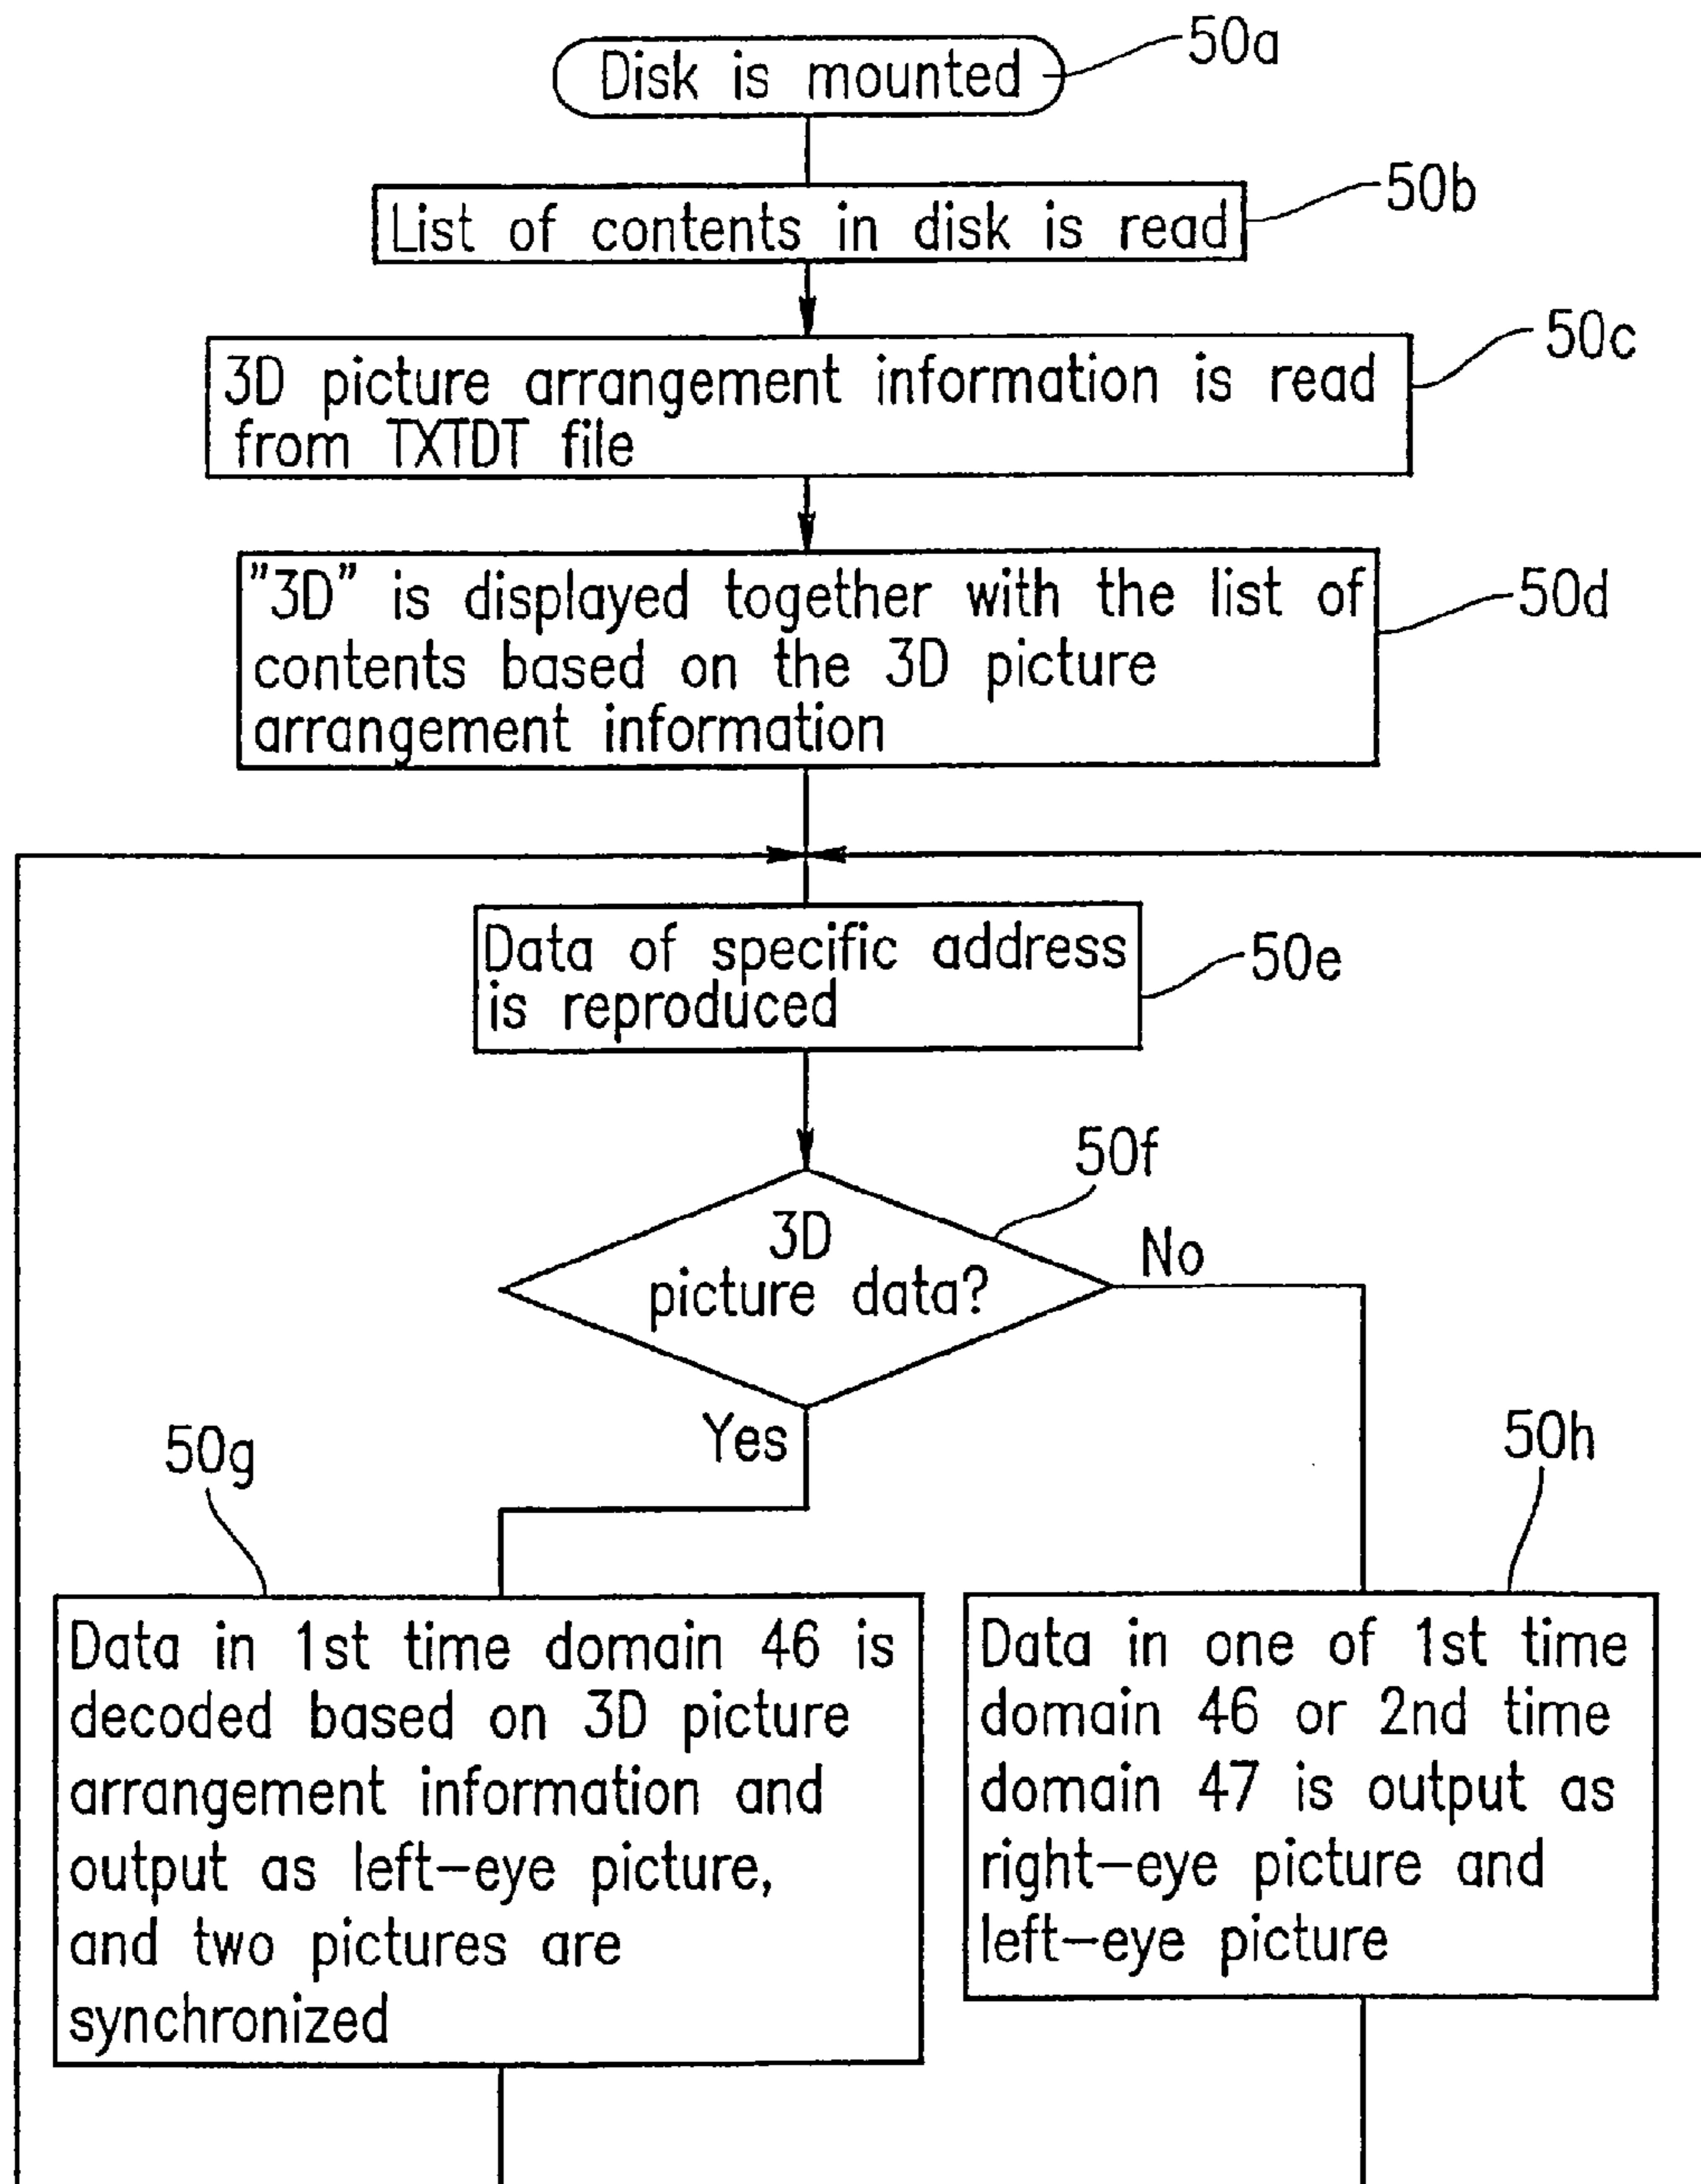 Disk is mounted
50a
List of contents in disk is read
50b
3D picture arrangement information is read
from TXTDT file
50c
"3D" is displayed together with the list of
contents based on the 3D picture
arrangement information
50d
Data of specific address
is reproduced
50e
50f
3D
picture data?
No
Yes
50g
Data in 1st time domain 46 is
decoded based on 3D picture
arrangement information and
output as left-eye picture,
and two pictures are
synchronized
50h
Data in one of 1st time
domain 46 or 2nd time
domain 47 is output as
right-eye picture and
left-eye picture